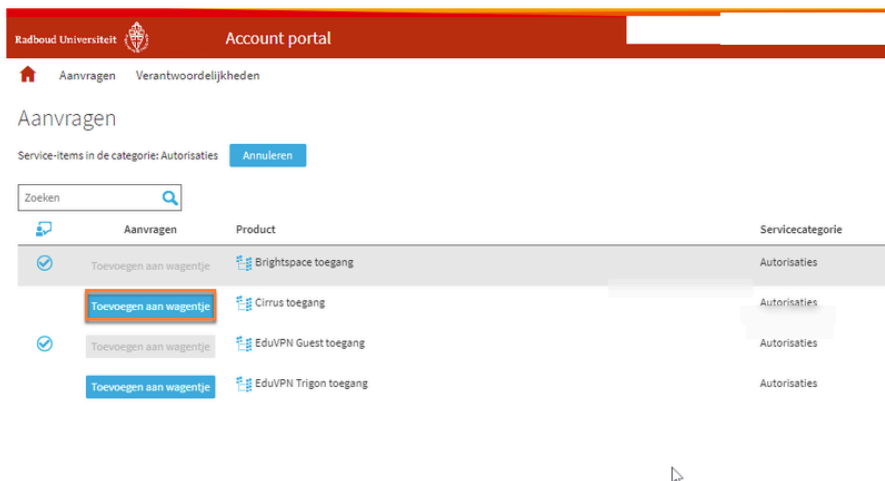 Radboud Universiteit
Account portal
Aanvragen Verantwoordelijkheden
Aanvragen
Service-items in de categorie: Autorisaties Annuleren
Zoeken
Aanvragen Product Servicecategorie
Toevoegen aan wagentje Brightspace toegang Autorisaties
Toevoegen aan wagentje Cirrus toegang Autorisaties
Toevoegen aan wagentje EduVPN Guest toegang Autorisaties
Toevoegen aan wagentje EduVPN Trigon toegang Autorisaties